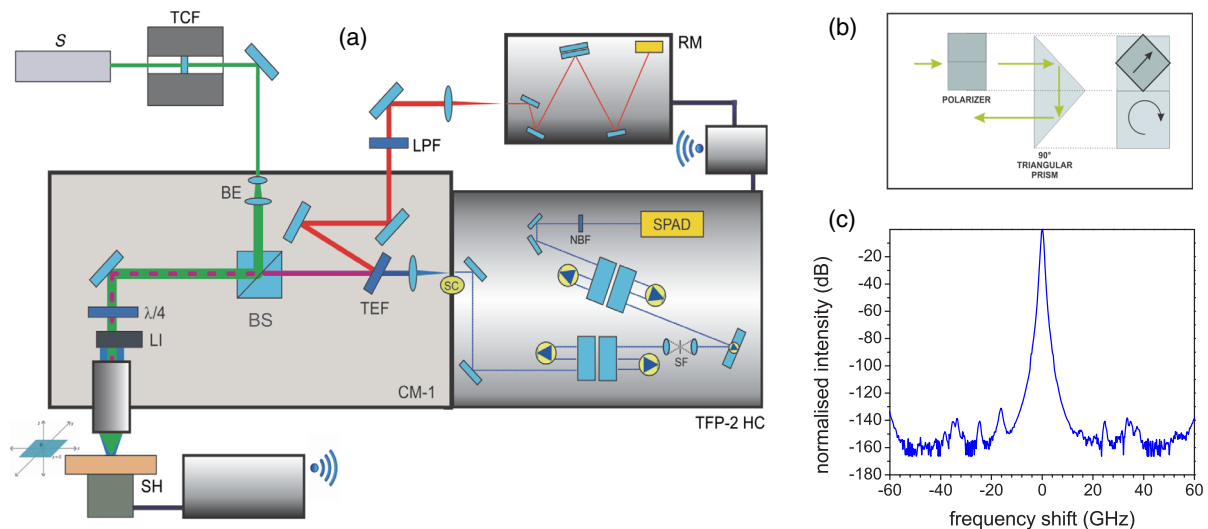 (a)
S
TCF
RM
LPF
BE
BS
TEF
SC
λ/4
LI
CM-1
NBF
SPAD
SF
TFP-2 HC
SH
(b)
POLARIZER
90°
TRIANGULAR
PRISM
(c)
normalised intensity (dB)
-20
-40
-60
-80
-100
-120
-140
-160
-180
-60
-40
-20
0
20
40
60
frequency shift (GHz)